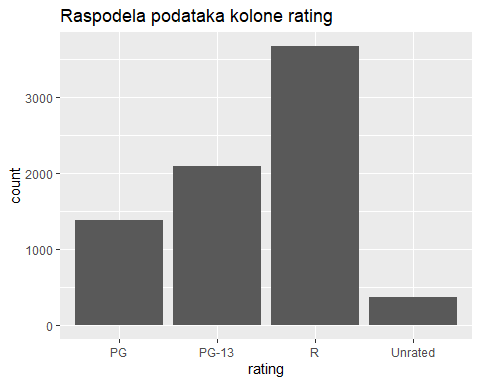 Raspodela podataka kolone rating
count
3000
2000
1000
0
PG PG-13 R Unrated
rating